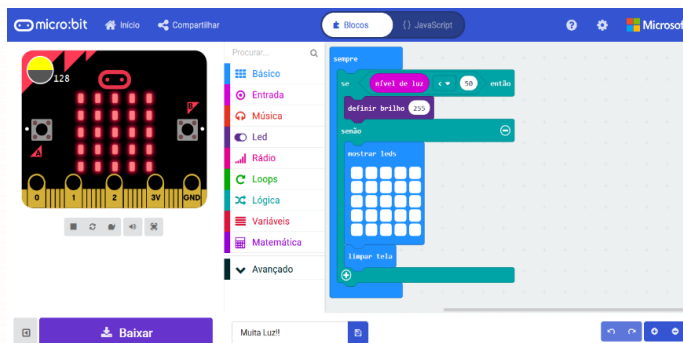 micro:bit
Início
Compartilhar
Blocos
{ } JavaScript
?
Microsof
128
A
B
0 1 2 3V GND
Procurar...
Básico
Entrada
Música
Led
Rádio
Loops
Lógica
Variáveis
Matemática
Avançado
sempre
se nível de luz < 50 então
definir brilho 255
senão
mostrar leds
limpar tela
Baixar
Muita Luz!!